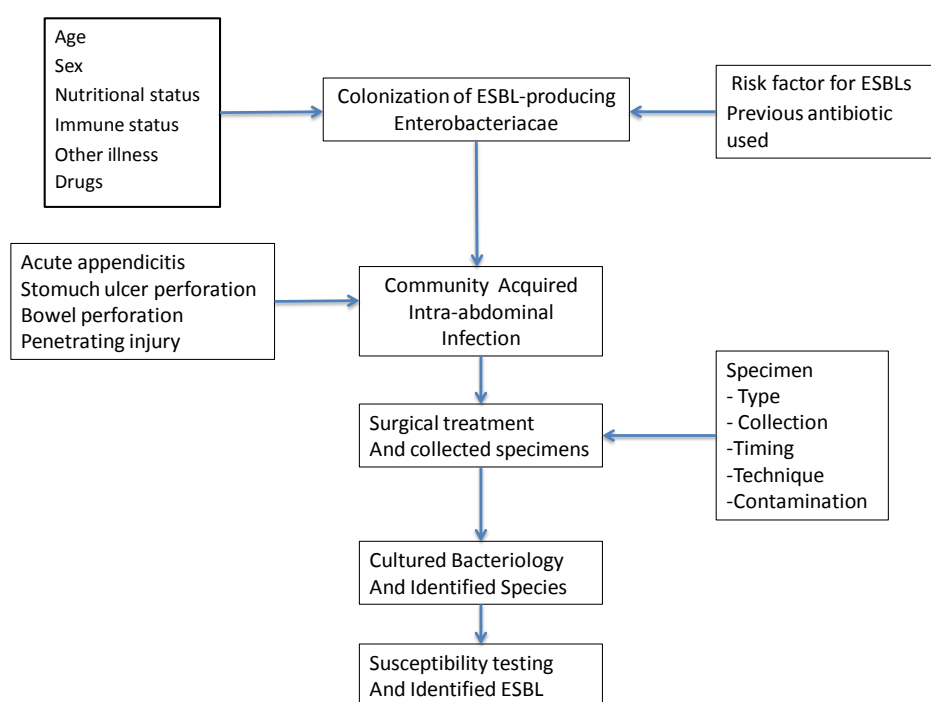 Age
Sex
Nutritional status
Immune status
Other illness
Drugs
Colonization of ESBL-producing
Enterobacteriacae
Risk factor for ESBLs
Previous antibiotic
used
Acute appendicitis
Stomuch ulcer perforation
Bowel perforation
Penetrating injury
Community Acquired
Intra-abdominal
Infection
Specimen
- Type
- Collection
-Timing
-Technique
-Contamination
Surgical treatment
And collected specimens
Cultured Bacteriology
And Identified Species
Susceptibility testing
And Identified ESBL